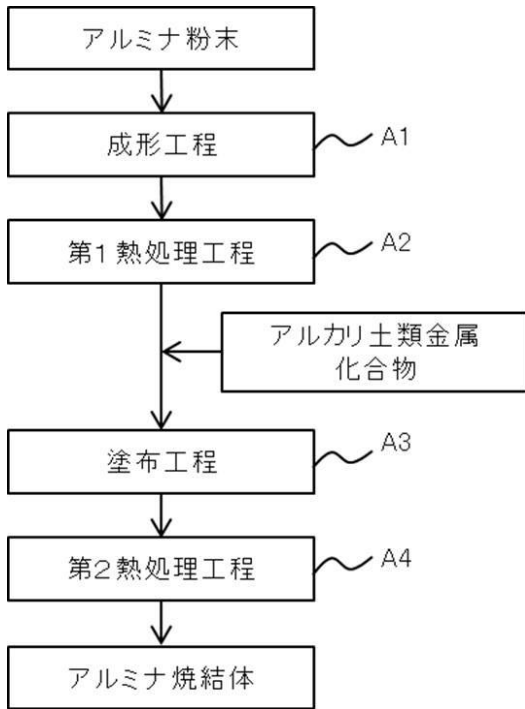 アルミナ粉末
成形工程
A1
第1熱処理工程
A2
アルカリ土類金属
化合物
塗布工程
A3
第2熱処理工程
A4
アルミナ焼結体